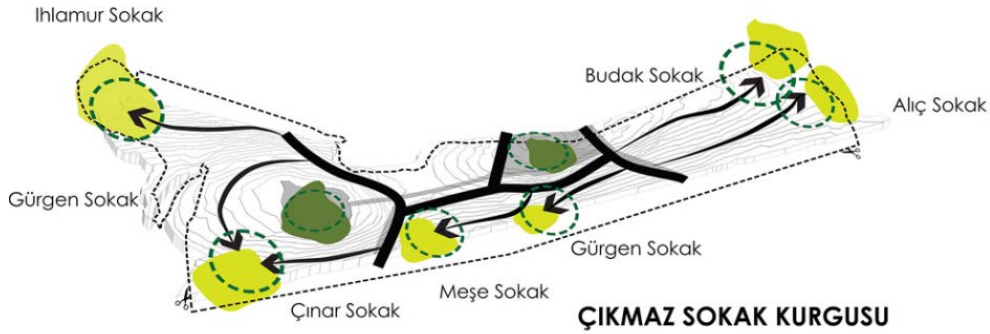 Ihlamur Sokak
Budak Sokak
Alıç Sokak
Gürgen Sokak
Gürgen Sokak
Meşe Sokak
Çınar Sokak
ÇIKMAZ SOKAK KURGUSU